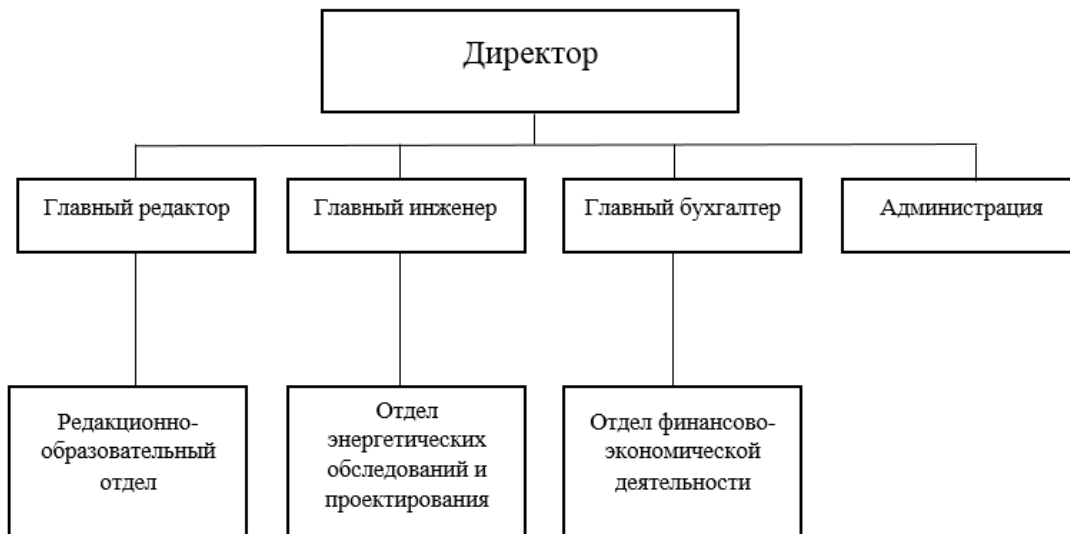 Директор
Главный редактор
Главный инженер
Главный бухгалтер
Администрация
Редакционно-
образовательный
отдел
Отдел
энергетических
обследований и
проектирования
Отдел финансово-
экономической
деятельности